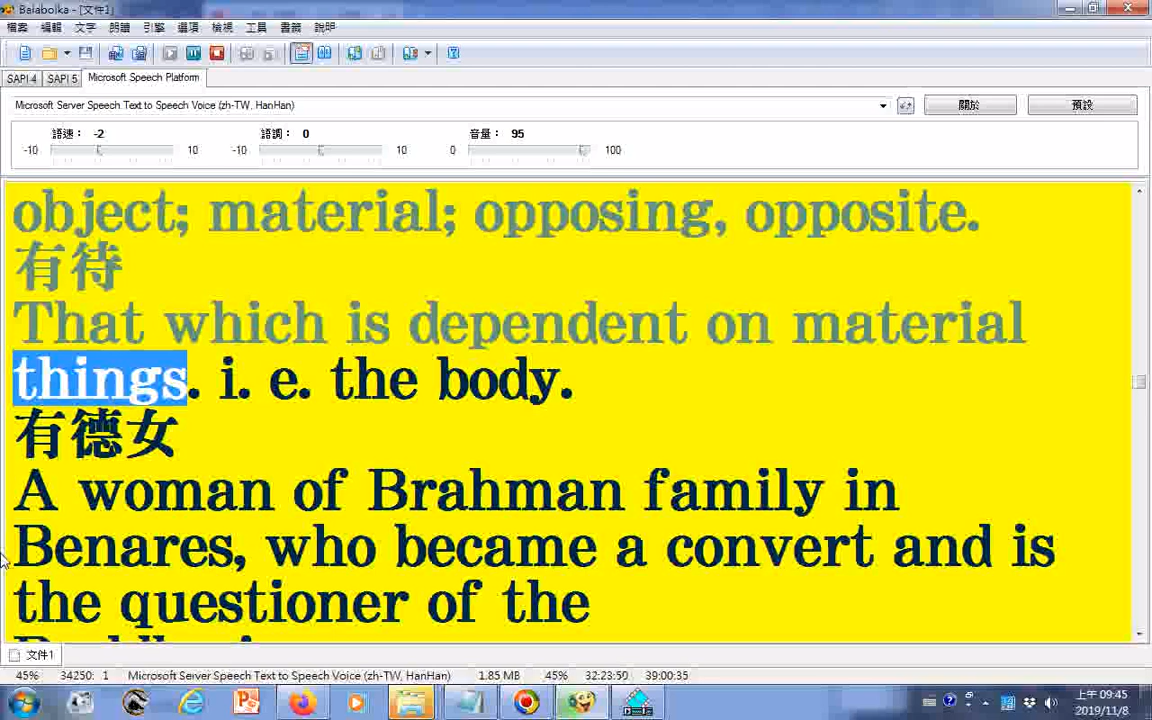 Balabolka - [文件1]
檔案 編輯 文字 朗讀 引擎 選項 檢視 工具 書籤 說明
SAPI 4 SAPI 5 Microsoft Speech Platform
Microsoft Server Speech Text to Speech Voice (zh-TW, HanHan) 關於 預設
語速： -2 語調： 0 音量： 95
-10 10 -10 10 0 100
object; material; opposing, opposite.
有待
That which is dependent on material
things. i. e. the body.
有德女
A woman of Brahman family in
Benares, who became a convert and is
the questioner of the
文件1
45% 34250: 1 Microsoft Server Speech Text to Speech Voice (zh-TW, HanHan) 1.85 MB 45% 32:23:50 39:00:35
上午 09:45
2019/11/8